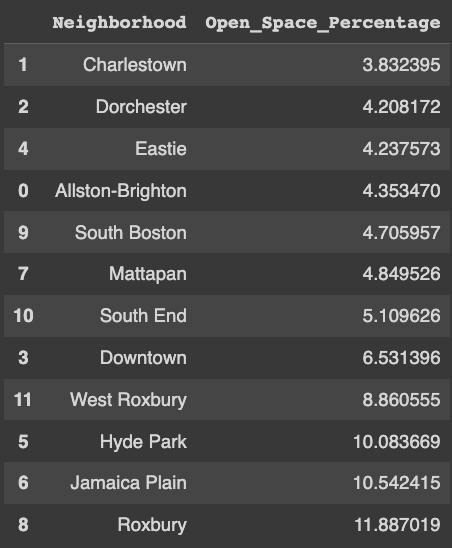 Neighborhood Open_Space_Percentage
1 Charlestown 3.832395
2 Dorchester 4.208172
4 Eastie 4.237573
0 Allston-Brighton 4.353470
9 South Boston 4.705957
7 Mattapan 4.849526
10 South End 5.109626
3 Downtown 6.531396
11 West Roxbury 8.860555
5 Hyde Park 10.083669
6 Jamaica Plain 10.542415
8 Roxbury 11.887019